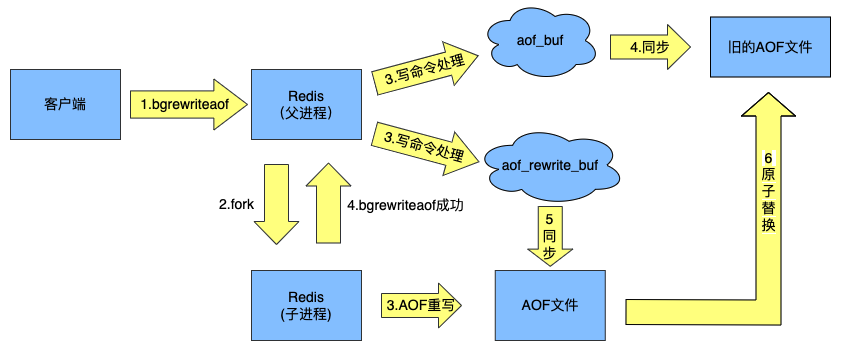 客户端
1.bgrewriteaof
Redis
（父进程）
3.写命令处理
aof_buf
4.同步
旧的AOF文件
3.写命令处理
aof_rewrite_buf
2.fork
4.bgrewriteaof成功
5
同
步
6
原
子
替
换
Redis
(子进程)
3.AOF重写
AOF文件